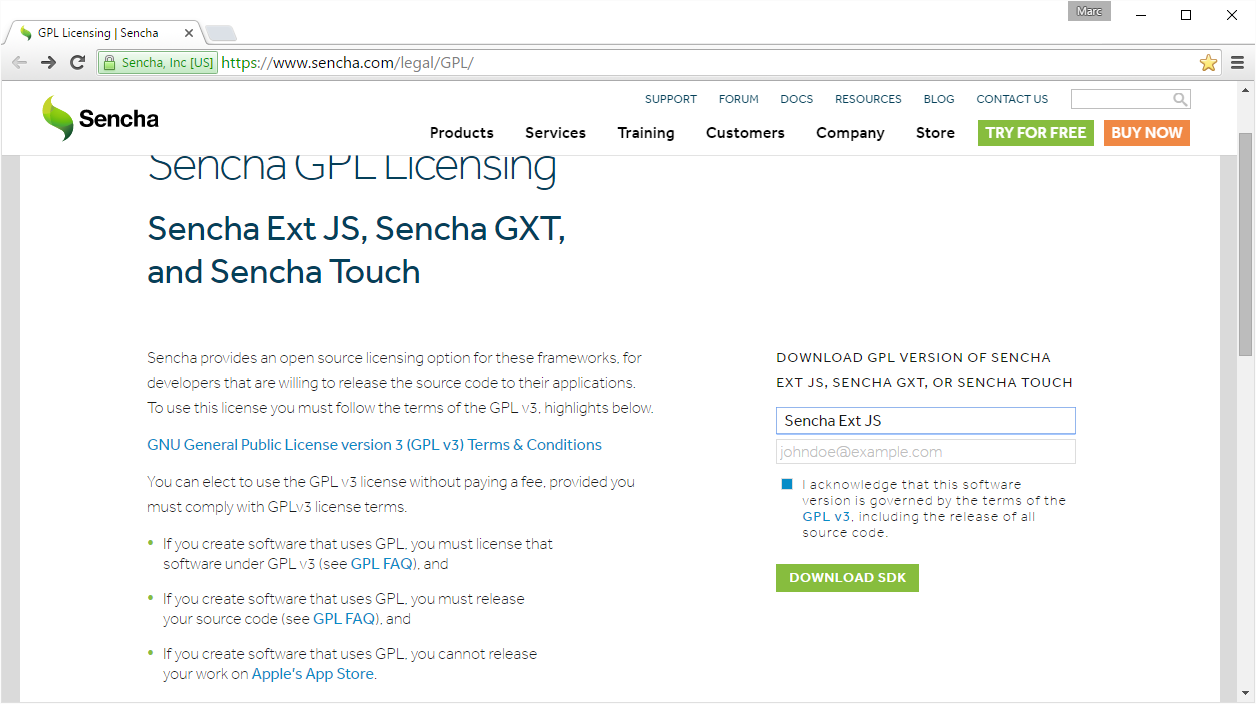 Marc
GPL Licensing | Sencha
Sencha, Inc [US] https://www.sencha.com/legal/GPL/
SUPPORT FORUM DOCS RESOURCES BLOG CONTACT US
Sencha
Products Services Training Customers Company Store TRY FOR FREE BUY NOW
Sencha GPL Licensing
Sencha Ext JS, Sencha GXT,
and Sencha Touch
Sencha provides an open source licensing option for these frameworks, for
developers that are willing to release the source code to their applications.
To use this license you must follow the terms of the GPL v3, highlights below.
GNU General Public License version 3 (GPL v3) Terms & Conditions
You can elect to use the GPL v3 license without paying a fee, provided you
must comply with GPLv3 license terms.
If you create software that uses GPL, you must license that
software under GPL v3 (see GPL FAQ), and
If you create software that uses GPL, you must release
your source code (see GPL FAQ), and
If you create software that uses GPL, you cannot release
your work on Apple's App Store.
DOWNLOAD GPL VERSION OF SENCHA
EXT JS, SENCHA GXT, OR SENCHA TOUCH
Sencha Ext JS
johndoe@example.com
I acknowledge that this software
version is governed by the terms of the
GPL v3, including the release of all
source code.
DOWNLOAD SDK